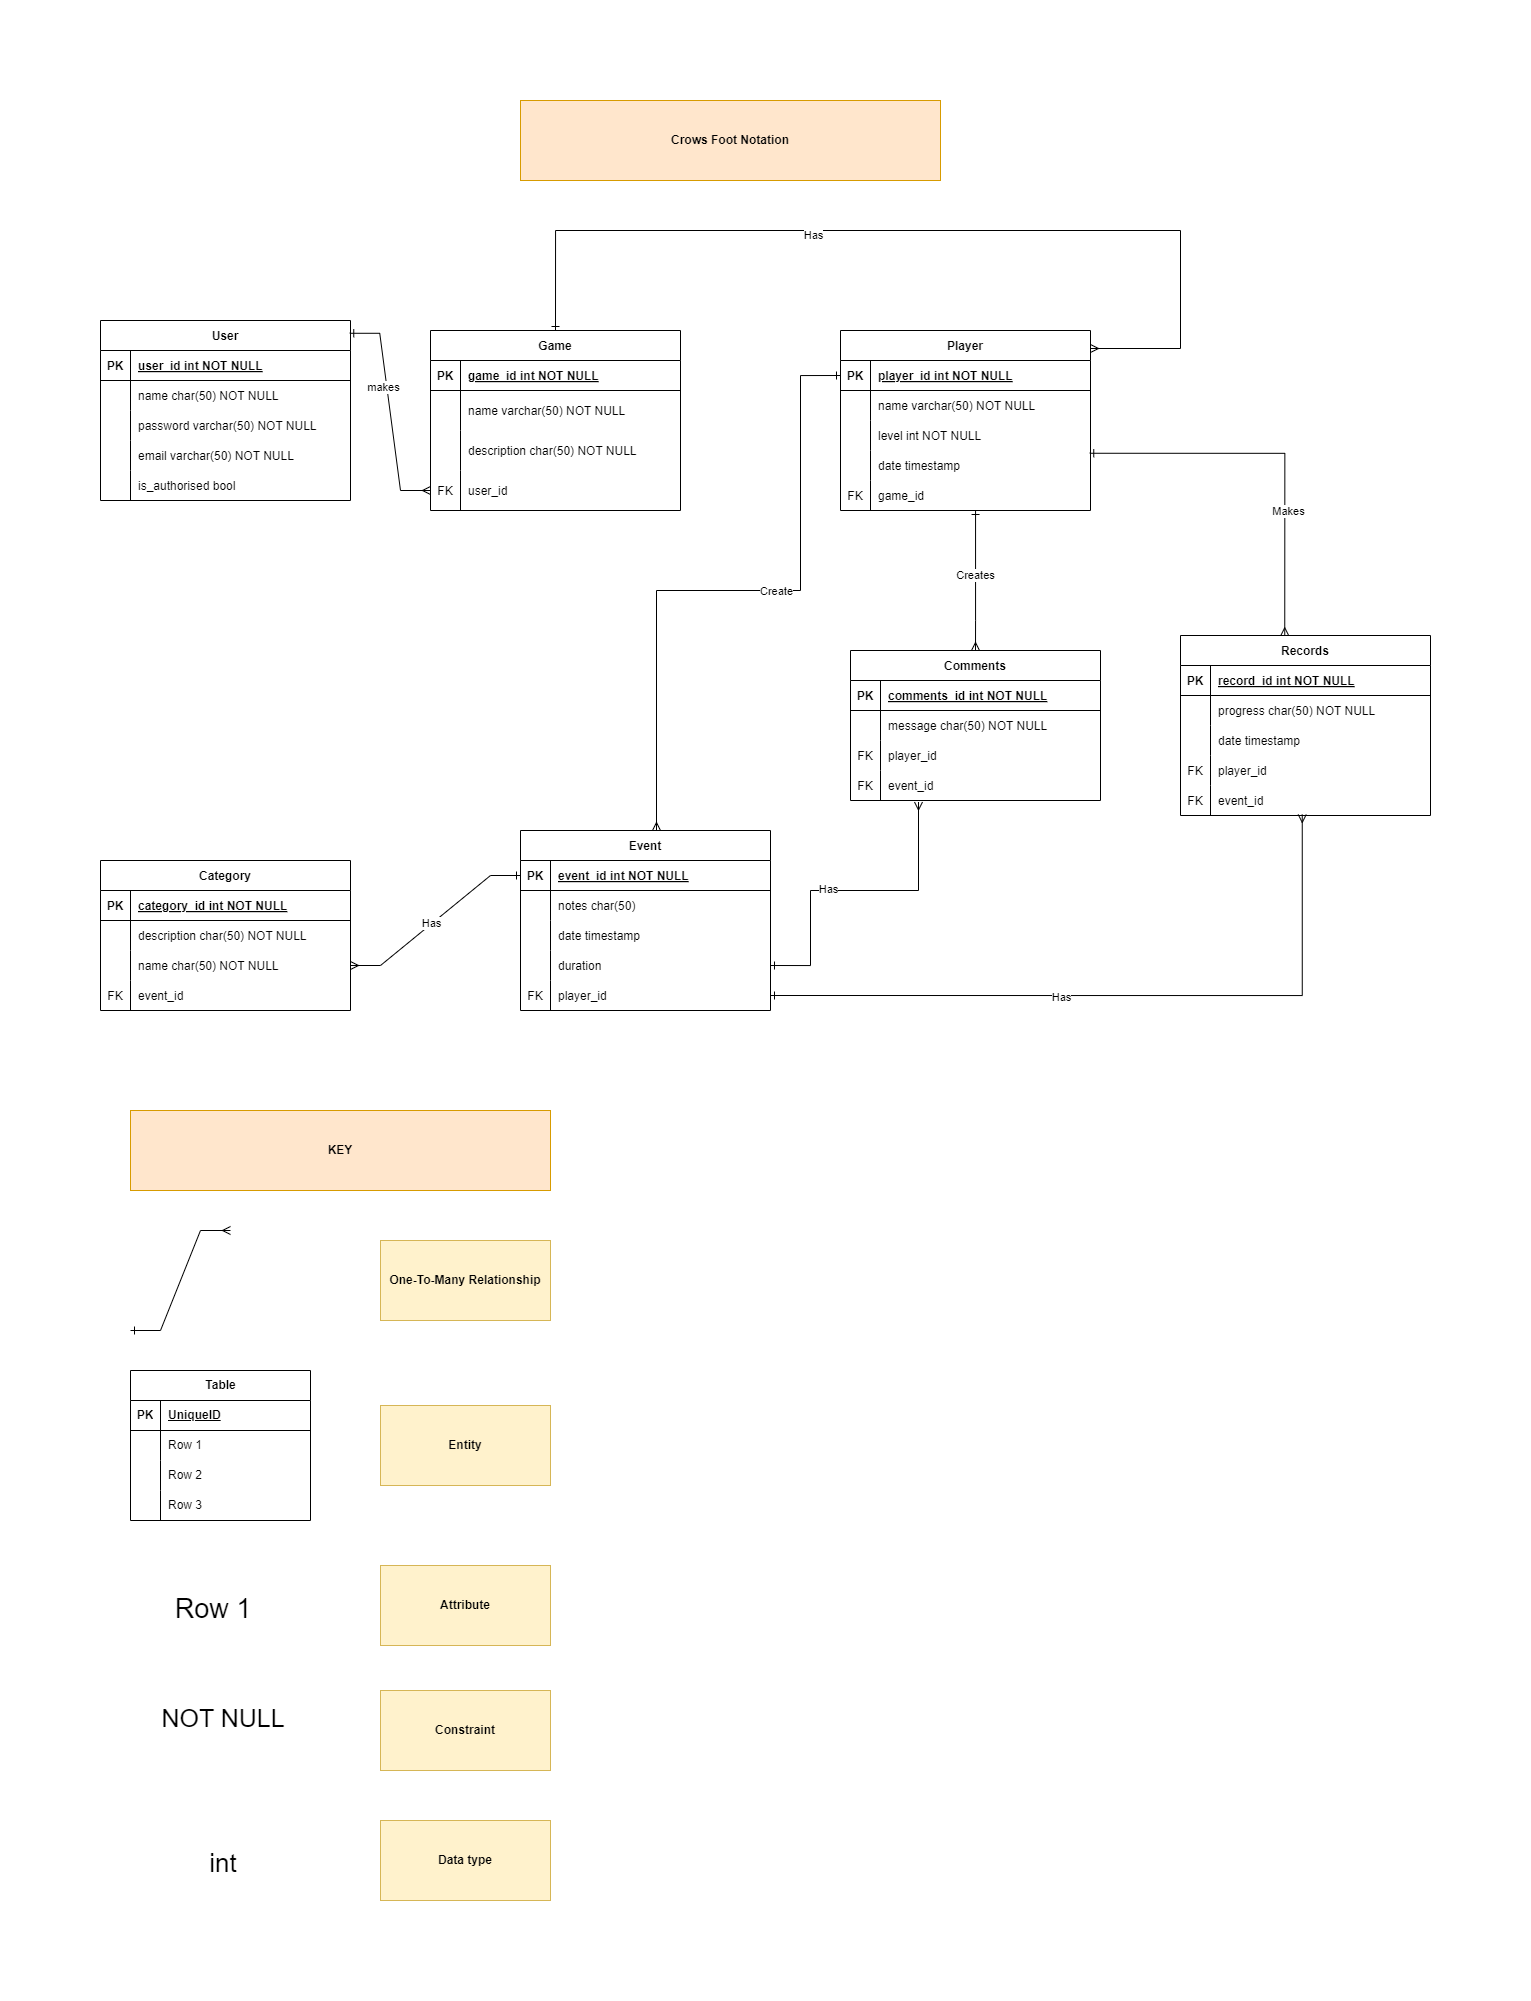 Crows Foot Notation
Has
User
PK user_id int NOT NULL
name char(50) NOT NULL
password varchar(50) NOT NULL
email varchar(50) NOT NULL
is_authorised bool
makes
Game
PK game_id int NOT NULL
name varchar(50) NOT NULL
description char(50) NOT NULL
FK user_id
Player
PK player_id int NOT NULL
name varchar(50) NOT NULL
level int NOT NULL
date timestamp
FK game_id
Makes
Creates
Create
Comments
PK comments_id int NOT NULL
message char(50) NOT NULL
FK player_id
FK event_id
Records
PK record_id int NOT NULL
progress char(50) NOT NULL
date timestamp
FK player_id
FK event_id
Category
PK category_id int NOT NULL
description char(50) NOT NULL
name char(50) NOT NULL
FK event_id
Has
Event
PK event_id int NOT NULL
notes char(50)
date timestamp
duration
FK player_id
Has
Has
KEY
One-To-Many Relationship
Table
PK UniqueID
Row 1
Row 2
Row 3
Entity
Row 1
Attribute
NOT NULL
Constraint
int
Data type